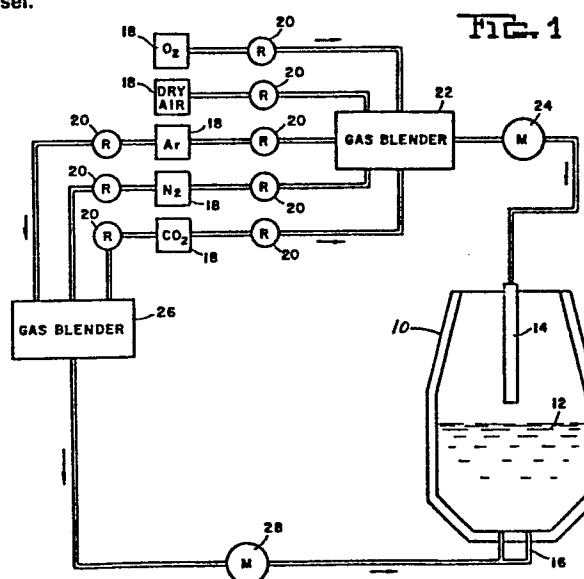 sel.
FIG. 1
18 O2 20
18 DRY AIR 20
22
24
20 R Ar 18 R 20 GAS BLENDER M
20 R N2 18 R 20
20 R CO2 18 R 20
GAS BLENDER 26
10
14
12
28
M
16